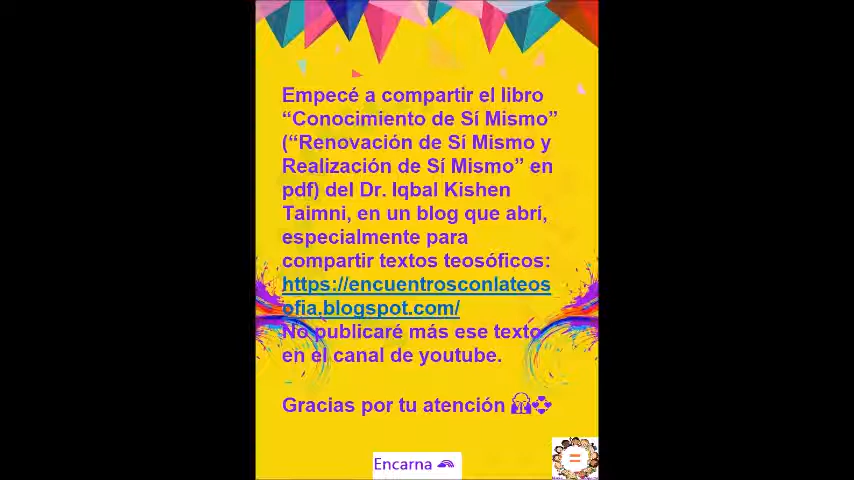 Empecé a compartir el libro
“Conocimiento de Sí Mismo”
(“Renovación de Sí Mismo y
Realización de Sí Mismo” en
pdf) del Dr. Iqbal Kishen
Taimni, en un blog que abrí,
especialmente para
compartir textos teosóficos:
https://encuentrosconlateos
ofia.blogspot.com/
No publicaré más ese texto
en el canal de youtube.
Gracias por tu atención
Encarna